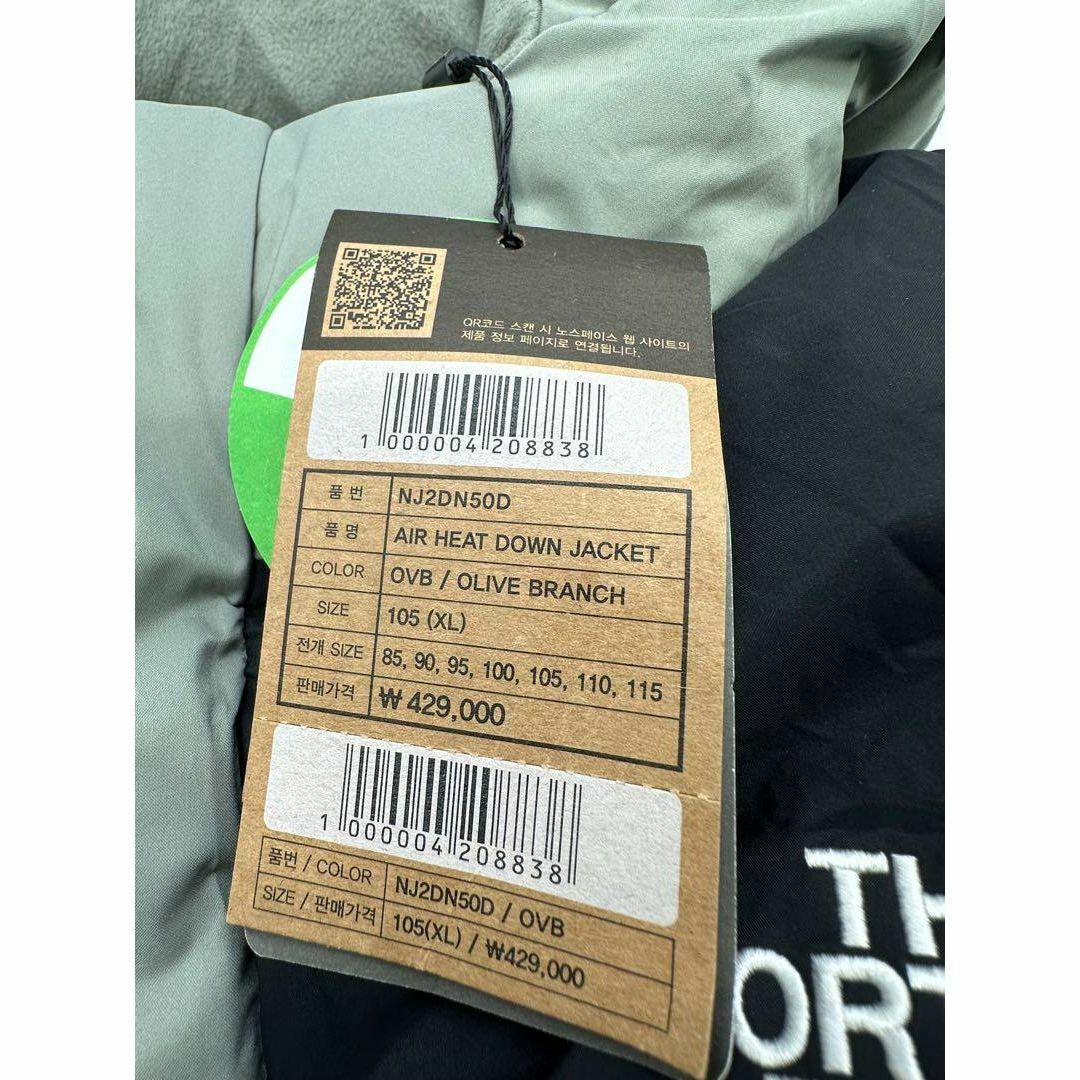 QR코드 스캔 시 노스페이스 웹 사이트의
제품 정보 페이지로 연결됩니다.
1 000004 208838
품 번 NJ2DN50D
품 명 AIR HEAT DOWN JACKET
COLOR OVB / OLIVE BRANCH
SIZE 105 (XL)
전개 SIZE 85, 90, 95, 100, 105, 110, 115
판매가격 ₩ 429,000
1 000004 208838
품번 / COLOR NJ2DN50D / OVB
SIZE / 판매가격 105(XL) / ₩429,000
TH
ORT